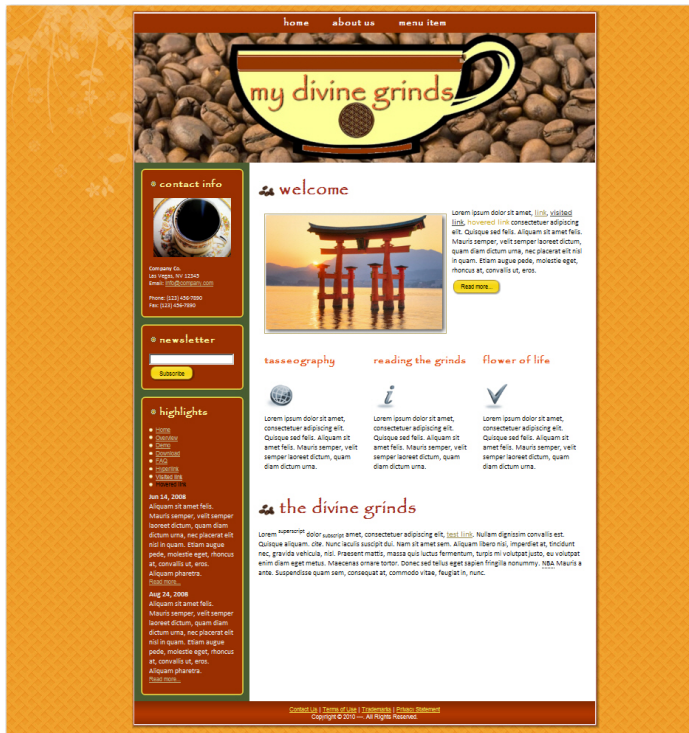 home about us menu item
my divine grinds
contact info
Company Co.
Las Vegas, NV 12345
Email: info@company.com
Phone: (123) 456-7890
Fax: (123) 456-7890
newsletter
Subscribe
highlights
Home
Overview
Demo
Download
FAQ
Hyperlink
Visited link
Hovered link
Jun 14, 2008
Aliquam sit amet felis.
Mauris semper, velit semper
laoreet dictum, quam diam
dictum urna, nec placerat elit
nisl in quam. Etiam augue
pede, molestie eget, rhoncus
at, convallis ut, eros.
Aliquam pharetra.
Read more...
Aug 24, 2008
Aliquam sit amet felis.
Mauris semper, velit semper
laoreet dictum, quam diam
dictum urna, nec placerat elit
nisl in quam. Etiam augue
pede, molestie eget, rhoncus
at, convallis ut, eros.
Aliquam pharetra.
Read more...
welcome
Lorem ipsum dolor sit amet, link, visited
link, hovered link consectetuer adipiscing
elit. Quisque sed felis. Aliquam sit amet felis.
Mauris semper, velit semper laoreet dictum,
quam diam dictum urna, nec placerat elit nisl
in quam. Etiam augue pede, molestie eget,
rhoncus at, convallis ut, eros.
Read more...
tasseography reading the grinds flower of life
Lorem ipsum dolor sit amet,
consectetuer adipiscing elit.
Quisque sed felis. Aliquam sit
amet felis. Mauris semper, velit
semper laoreet dictum, quam
diam dictum urna.
Lorem ipsum dolor sit amet,
consectetuer adipiscing elit.
Quisque sed felis. Aliquam sit
amet felis. Mauris semper, velit
semper laoreet dictum, quam
diam dictum urna.
Lorem ipsum dolor sit amet,
consectetuer adipiscing elit.
Quisque sed felis. Aliquam sit
amet felis. Mauris semper, velit
semper laoreet dictum, quam
diam dictum urna.
the divine grinds
Lorem superscript dolor subscript amet, consectetuer adipiscing elit, test link. Nullam dignissim convallis est.
Quisque aliquam. cite. Nunc iaculis suscipit dui. Nam sit amet sem. Aliquam libero nisi, imperdiet at, tincidunt
nec, gravida vehicula, nisl. Praesent mattis, massa quis luctus fermentum, turpis mi volutpat justo, eu volutpat
enim diam eget metus. Maecenas ornare tortor. Donec sed tellus eget sapien fringilla nonummy. NBA Mauris a
ante. Suspendisse quam sem, consequat at, commodo vitae, feugiat in, nunc.
Contact Us | Terms of Use | Trademarks | Privacy Statement
Copyright © 2010 —. All Rights Reserved.